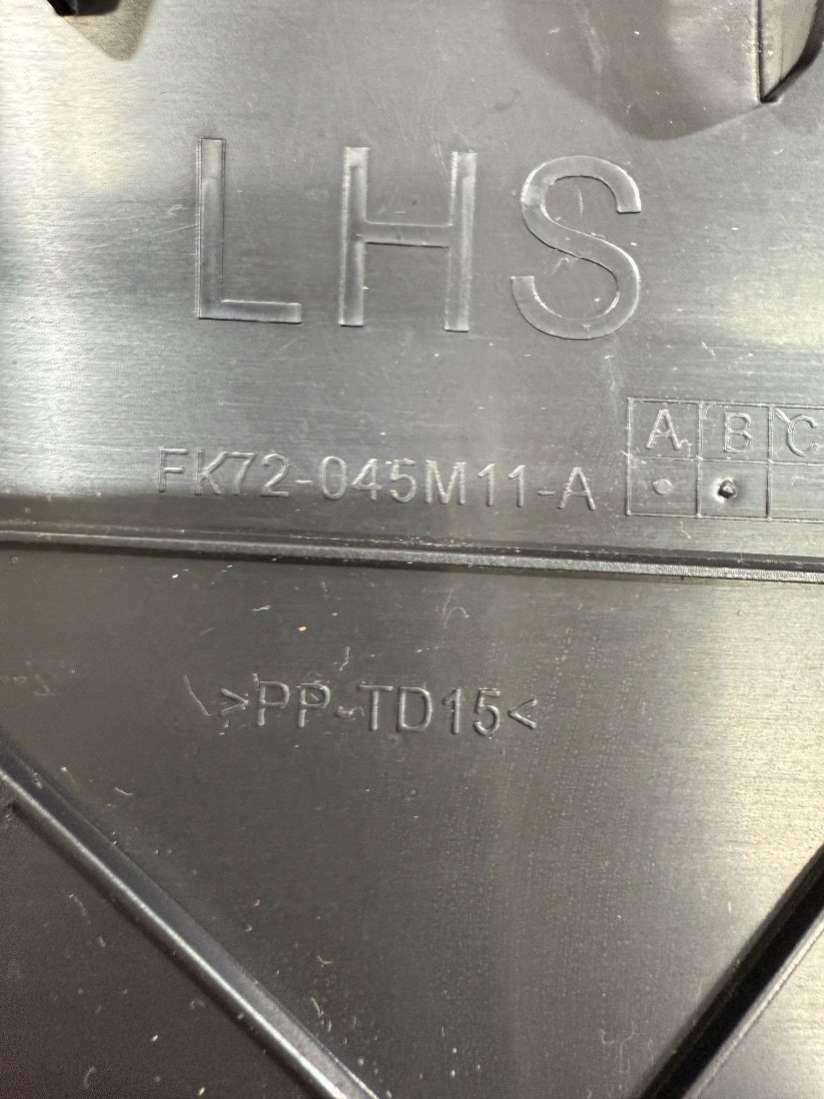 LHS
A B C
FK72-045M11-A
>PP-TD15<